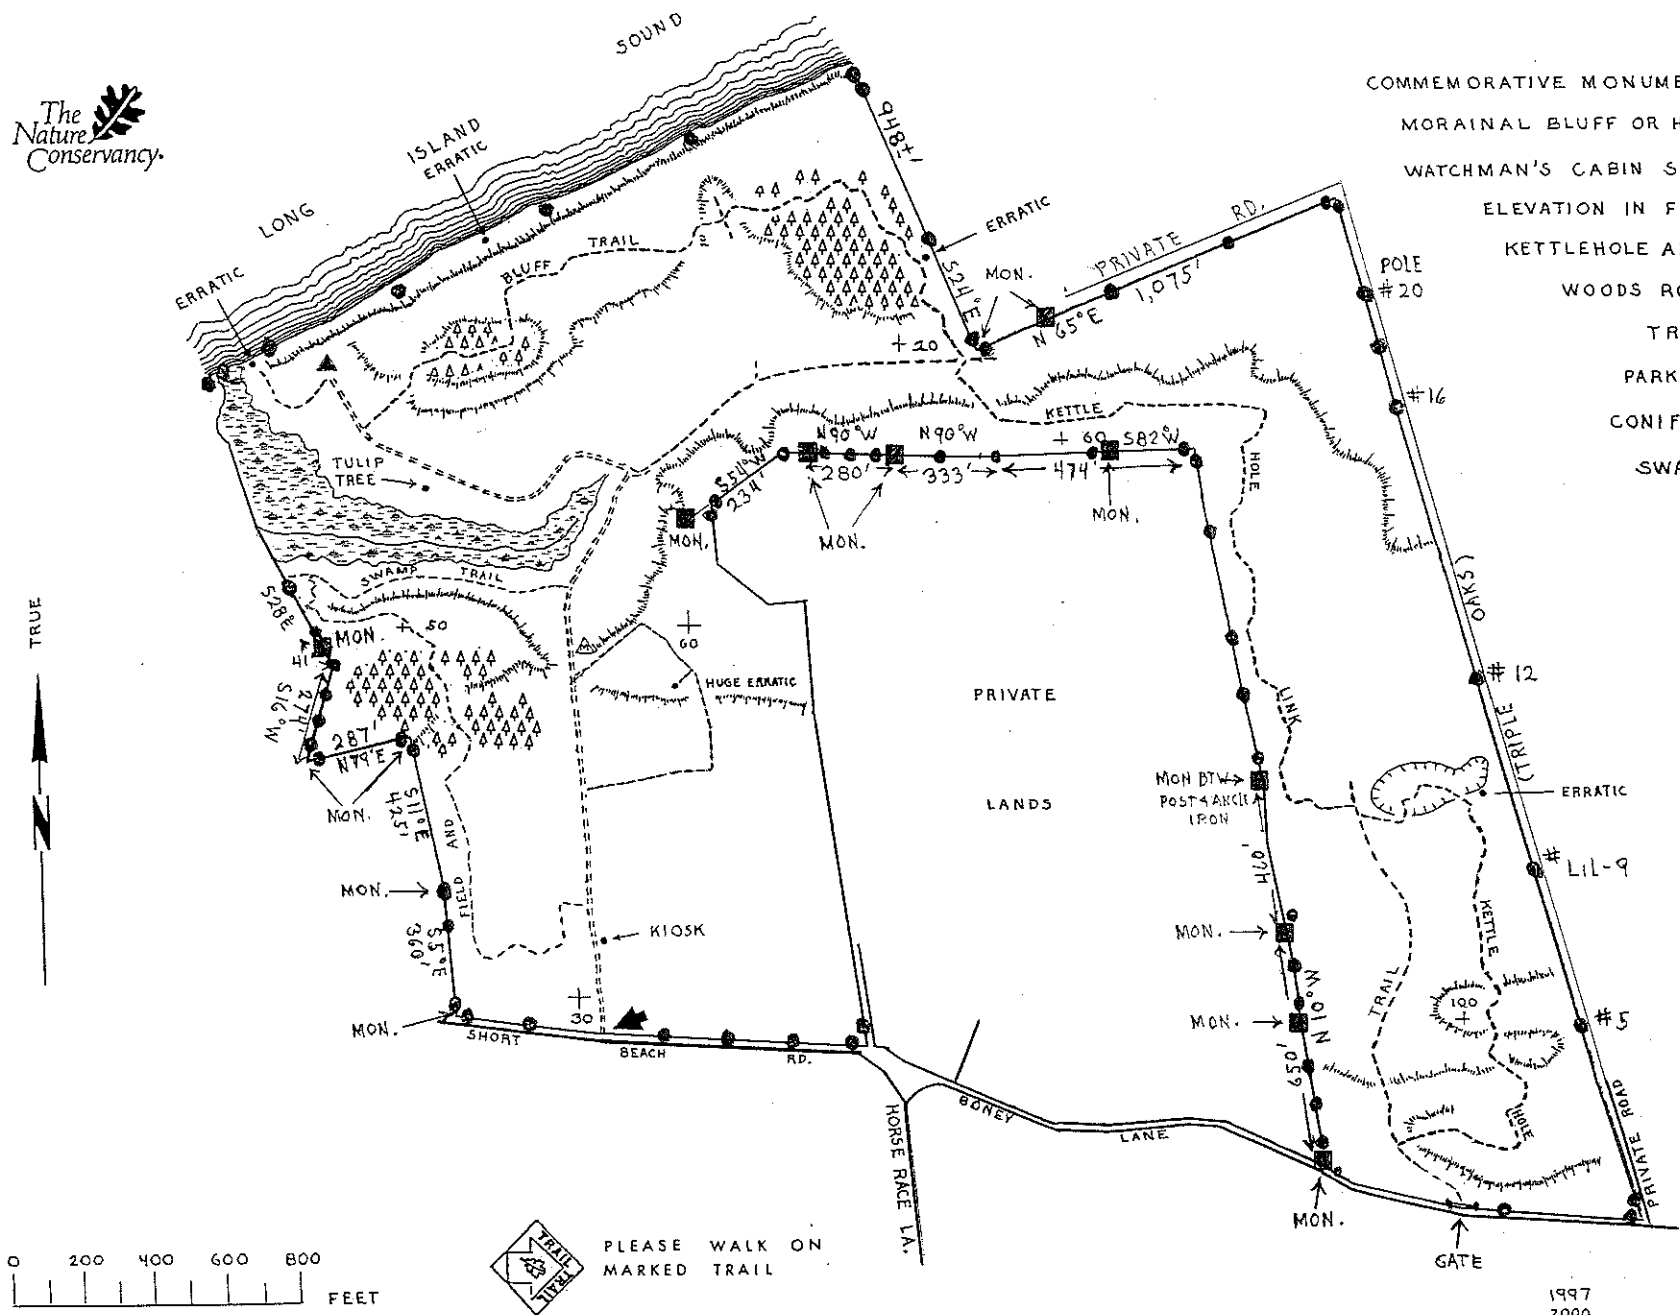 The
Nature
Conservancy.
LONG
ISLAND
SOUND
COMMEMORATIVE MONUME
MORAINAL BLUFF OR H
WATCHMAN'S CABIN S
ELEVATION IN F
KETTLEHOLE A
WOODS RO
TR
PARK
CONIF
SWA
ERRATIC
ERRATIC
ERRATIC
948±'
S24°E
MON.
PRIVATE RD.
1,075'
N 65°E
POLE
#20
#16
BLUFF TRAIL
+20
TULIP
TREE
KETTLE
HOLE
LINK
N90°W
N90°W
+ 60
S82°W
280'
333'
474'
S54°W
234'
MON.
MON.
MON.
SWAMP TRAIL
S28°E
MON.
+ 50
41'
274'
S16°W
287'
N79°E
MON.
60
HUGE ERRATIC
PRIVATE
LANDS
TRUE
N
OAKS)
(TRIPLE
#12
ERRATIC
#
LIL-9
#5
MON BTW
POST & ANGLE
IRON
460'
MON.
MON.
N10°W
650'
MON.
S11°E
425'
MON.
FIELD AND
S5°E
360'
MON.
KIOSK
30
SHORT BEACH RD.
HORSE RACE LA.
BONEY LANE
TRAIL
KETTLE
HOLE
100
PRIVATE ROAD
GATE
0 200 400 600 800
FEET
TRAIL
TRAIL
PLEASE WALK ON
MARKED TRAIL
1997
2000